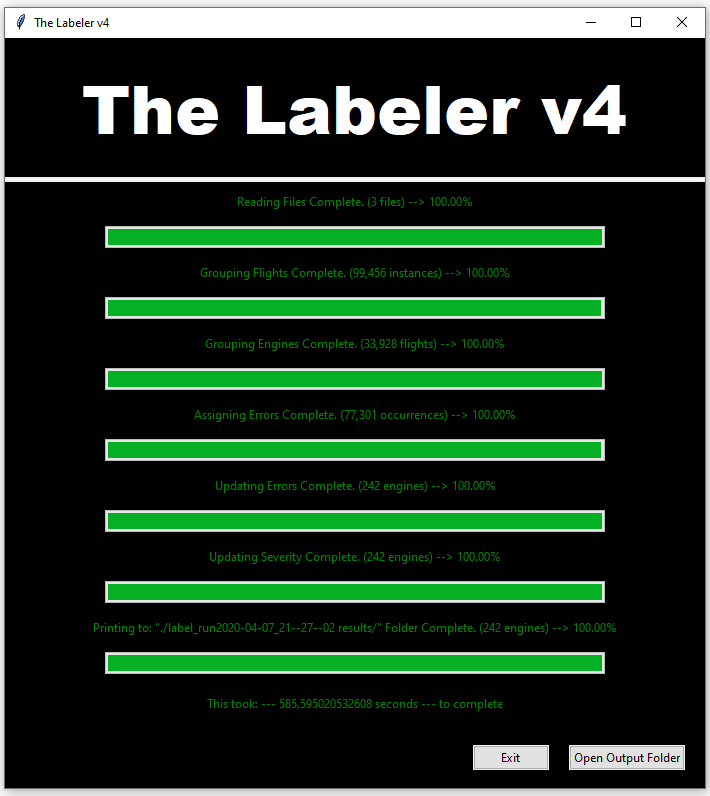 The Labeler v4
The Labeler v4
Reading Files Complete. (3 files) --> 100.00%
Grouping Flights Complete. (99,456 instances) --> 100.00%
Grouping Engines Complete. (33,928 flights) --> 100.00%
Assigning Errors Complete. (77,301 occurrences) --> 100.00%
Updating Errors Complete. (242 engines) --> 100.00%
Updating Severity Complete. (242 engines) --> 100.00%
Printing to: "./label_run2020-04-07_21--27--02 results/" Folder Complete. (242 engines) --> 100.00%
This took: --- 585.595020532608 seconds --- to complete
Exit
Open Output Folder